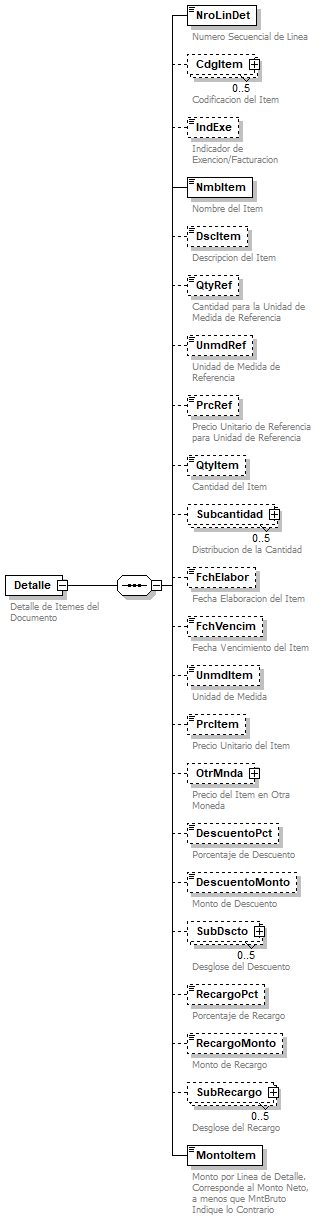 NroLinDet
Numero Secuencial de Linea
CdgItem
0..5
Codificacion del Item
IndExe
Indicador de
Exencion/Facturacion
NmbItem
Nombre del Item
DscItem
Descripcion del Item
QtyRef
Cantidad para la Unidad de
Medida de Referencia
UnmdRef
Unidad de Medida de
Referencia
PrcRef
Precio Unitario de Referencia
para Unidad de Referencia
QtyItem
Cantidad del Item
Subcantidad
0..5
Distribucion de la Cantidad
Detalle
Detalle de Itemes del
Documento
FchElabor
Fecha Elaboracion del Item
FchVencim
Fecha Vencimiento del Item
UnmdItem
Unidad de Medida
PrcItem
Precio Unitario del Item
OtrMnda
Precio del Item en Otra
Moneda
DescuentoPct
Porcentaje de Descuento
DescuentoMonto
Monto de Descuento
SubDscto
0..5
Desglose del Descuento
RecargoPct
Porcentaje de Recargo
RecargoMonto
Monto de Recargo
SubRecargo
0..5
Desglose del Recargo
MontoItem
Monto por Linea de Detalle.
Corresponde al Monto Neto,
a menos que MntBruto
Indique lo Contrario